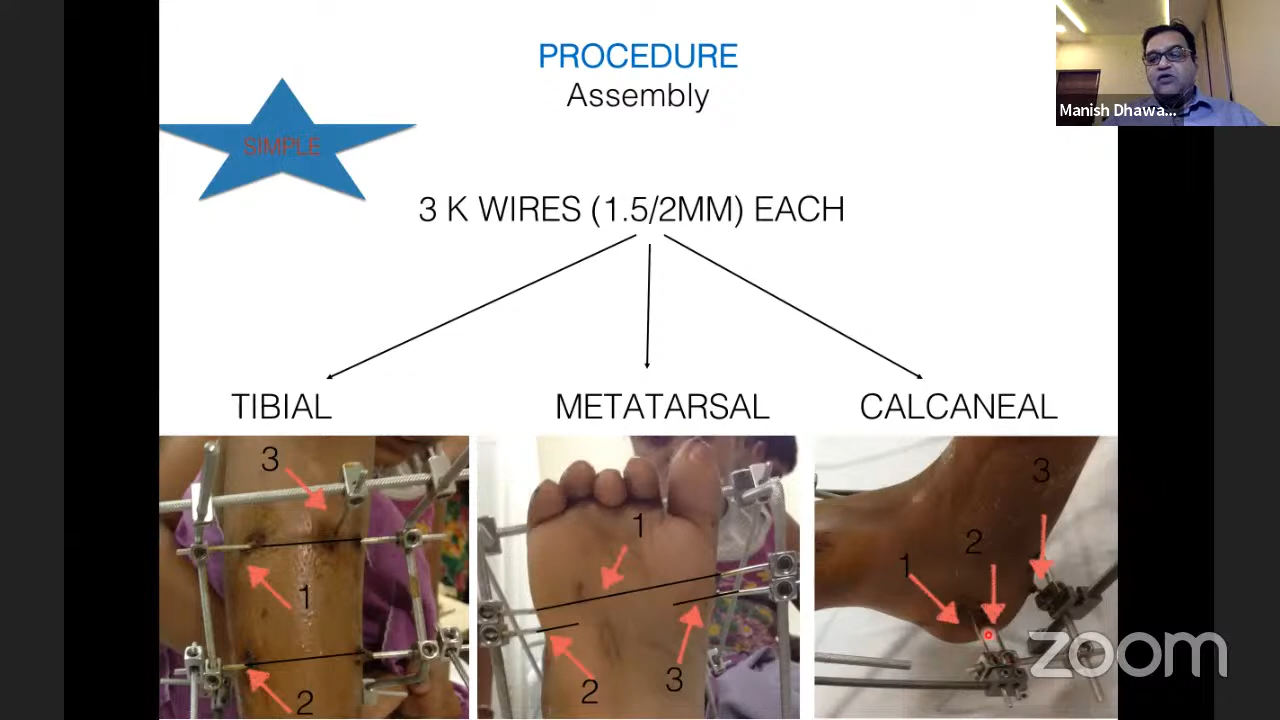 PROCEDURE
Assembly
Manish Dhawa...
SIMPLE
3 K WIRES (1.5/2MM) EACH
TIBIAL
METATARSAL
CALCANEAL
3
1
2
1
2
3
3
2
1
zoom